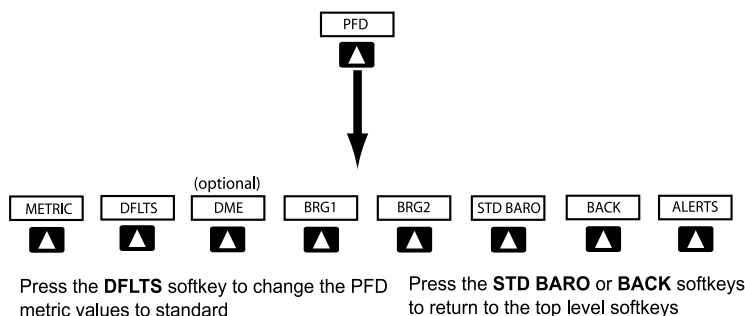 PFD
(optional)
METRIC DFLTS DME BRG1 BRG2 STD BARO BACK ALERTS
Press the DFLTS softkey to change the PFD
metric values to standard
Press the STD BARO or BACK softkeys
to return to the top level softkeys